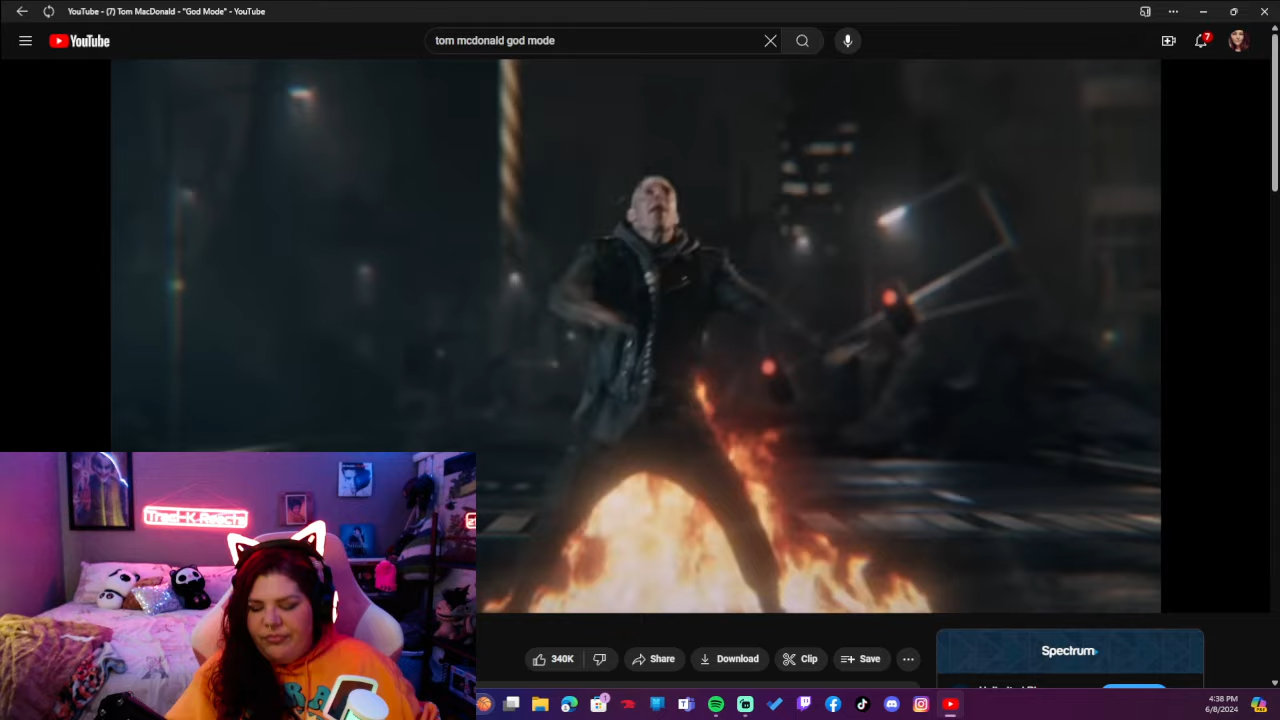 YouTube - (7) Tom MacDonald - "God Mode" - YouTube
YouTube
tom mcdonald god mode
7
340K
Share
Download
Clip
Save
Spectrum
1
4:38 PM
6/8/2024